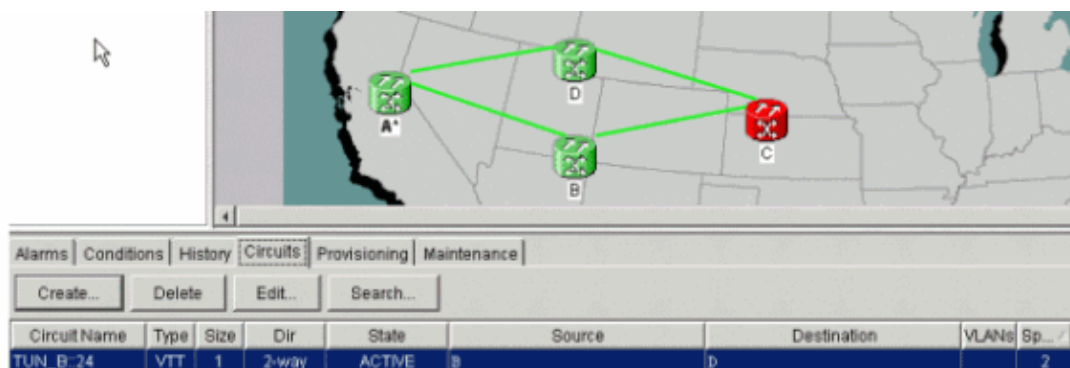 D
A*
C
B
Alarms Conditions History Circuits Provisioning Maintenance
Create... Delete Edit... Search...
Circuit Name Type Size Dir State Source Destination VLANs Sp...
TUN_B::24 VTT 1 2-way ACTIVE B D 2